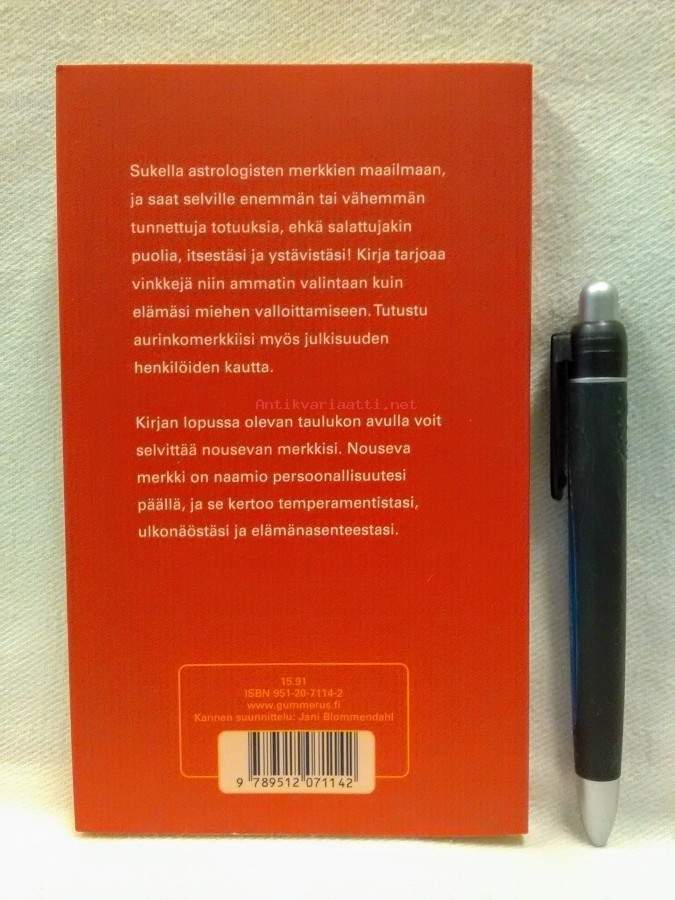 Sukella astrologisten merkkien maailmaan,
ja saat selville enemmän tai vähemmän
tunnettuja totuuksia, ehkä salattujakin
puolia, itsestäsi ja ystävistäsi! Kirja tarjoaa
vinkkejä niin ammatin valintaan kuin
elämäsi miehen valloittamiseen. Tutustu
aurinkomerkkiisi myös julkisuuden
henkilöiden kautta.
Antikvariaatti.net
Kirjan lopussa olevan taulukon avulla voit
selvittää nousevan merkkisi. Nouseva
merkki on naamio persoonallisuutesi
päällä, ja se kertoo temperamentistasi,
ulkonäöstäsi ja elämänasenteestasi.
15.91
ISBN 951-20-7114-2
www.gummerus.fi
Kannen suunnittelu: Jani Blommendahl
9 789512 071142